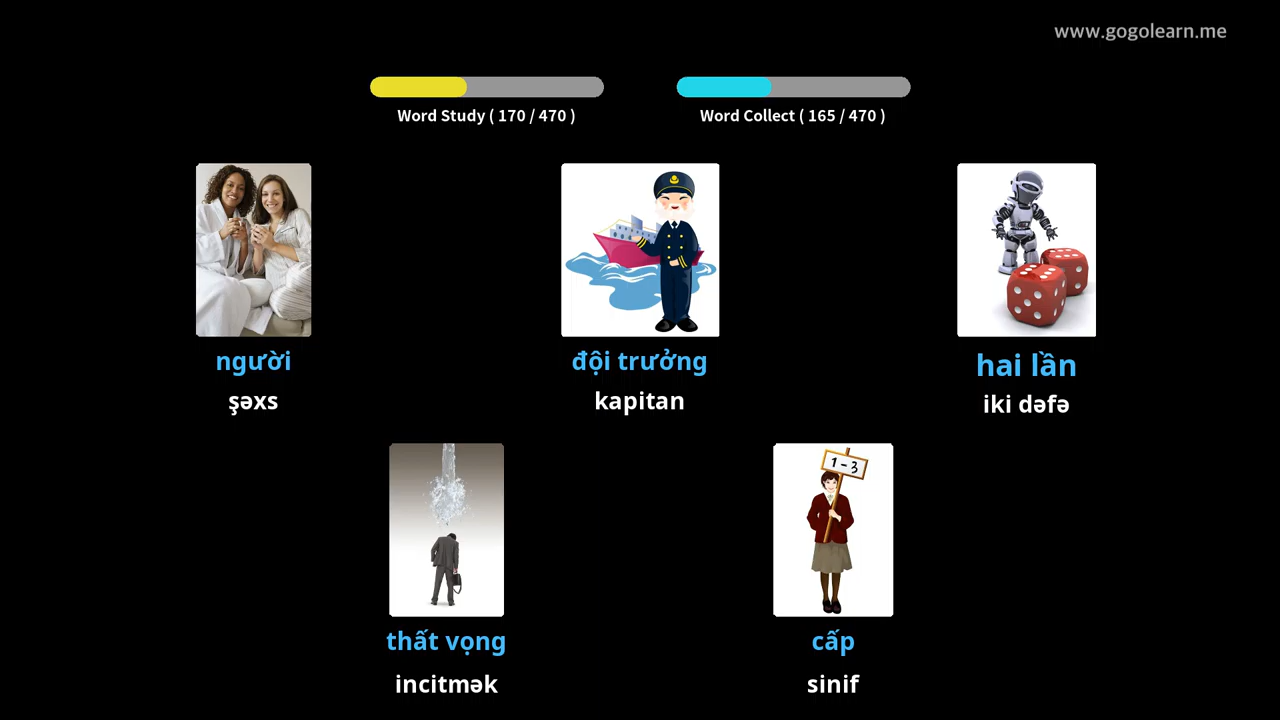 www.gogolearn.me
Word Study ( 170 / 470 )
Word Collect ( 165 / 470 )
người
şəxs
đội trưởng
kapitan
hai lần
iki dəfə
1 - 3
thất vọng
incitmək
cấp
sinif